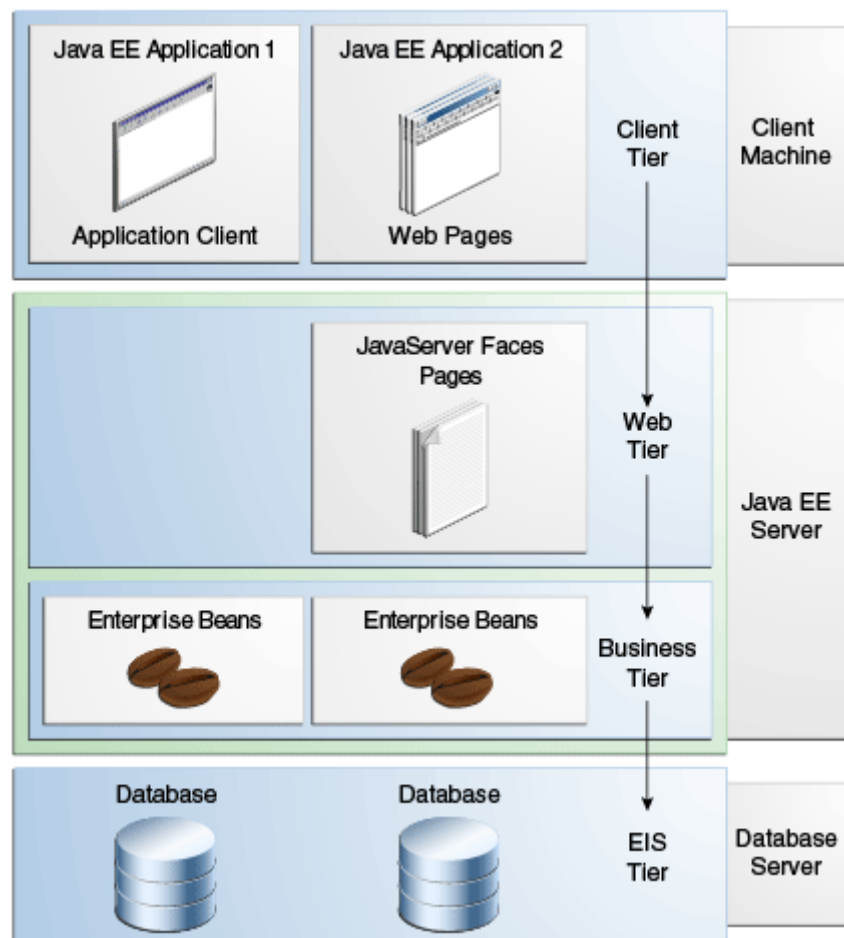 Java EE Application 1
Application Client
Java EE Application 2
Web Pages
Client
Tier
Client
Machine
JavaServer Faces
Pages
Web
Tier
Java EE
Server
Enterprise Beans
Enterprise Beans
Business
Tier
Database
Database
EIS
Tier
Database
Server